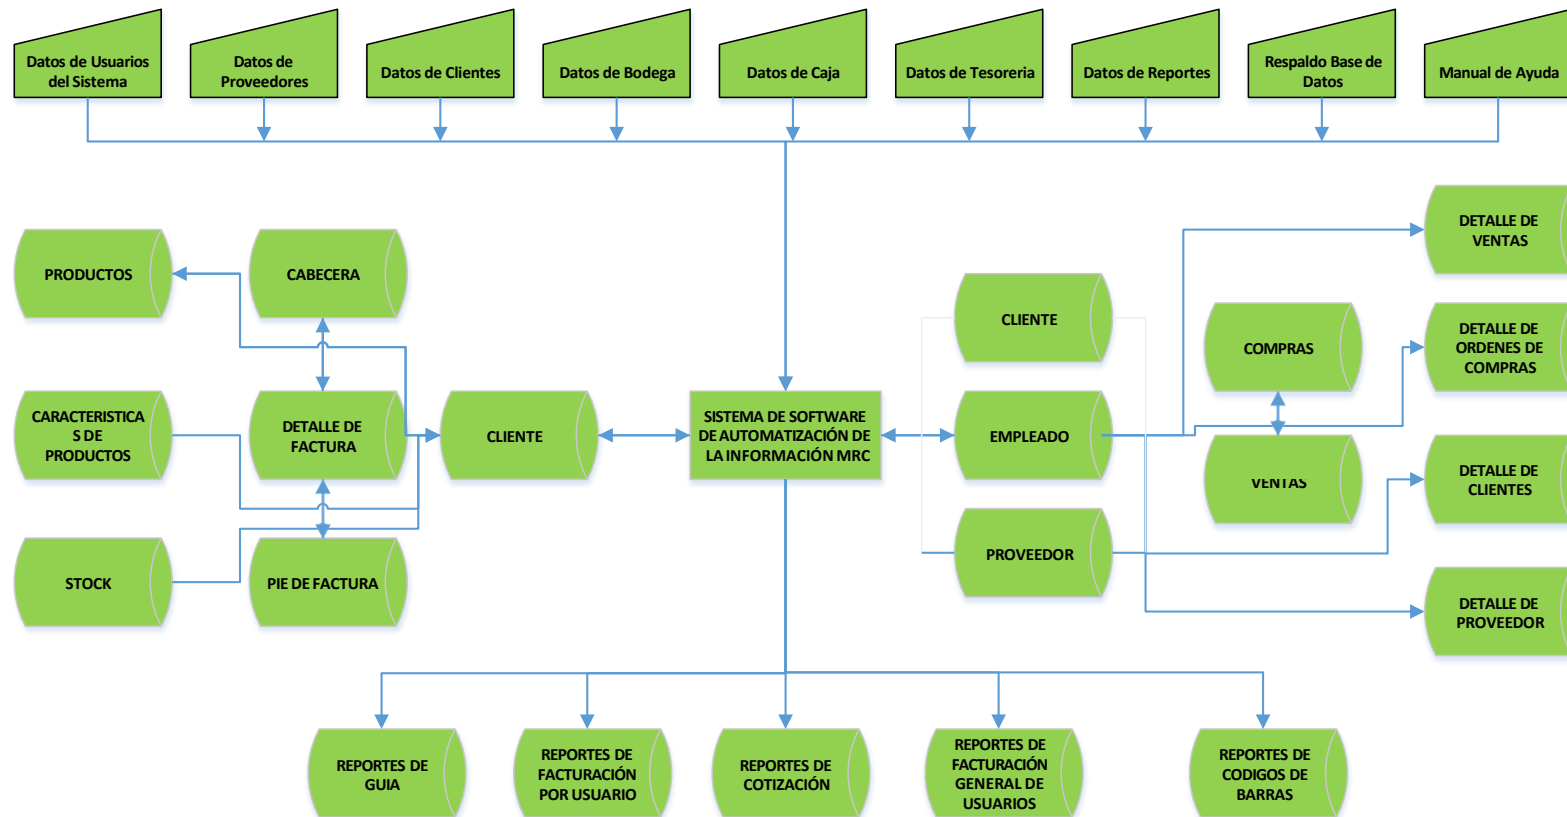 Datos de Usuarios
del Sistema
Datos de
Proveedores
Datos de Clientes
Datos de Bodega
Datos de Caja
Datos de Tesoreria
Datos de Reportes
Respaldo Base de
Datos
Manual de Ayuda
PRODUCTOS
CABECERA
CARACTERISTICA
S DE
PRODUCTOS
DETALLE DE
FACTURA
CLIENTE
STOCK
PIE DE FACTURA
SISTEMA DE SOFTWARE
DE AUTOMATIZACIÓN DE
LA INFORMACIÓN MRC
CLIENTE
EMPLEADO
PROVEEDOR
COMPRAS
VENTAS
DETALLE DE
VENTAS
DETALLE DE
ORDENES DE
COMPRAS
DETALLE DE
CLIENTES
DETALLE DE
PROVEEDOR
REPORTES DE
GUIA
REPORTES DE
FACTURACIÓN
POR USUARIO
REPORTES DE
COTIZACIÓN
REPORTES DE
FACTURACIÓN
GENERAL DE
USUARIOS
REPORTES DE
CODIGOS DE
BARRAS